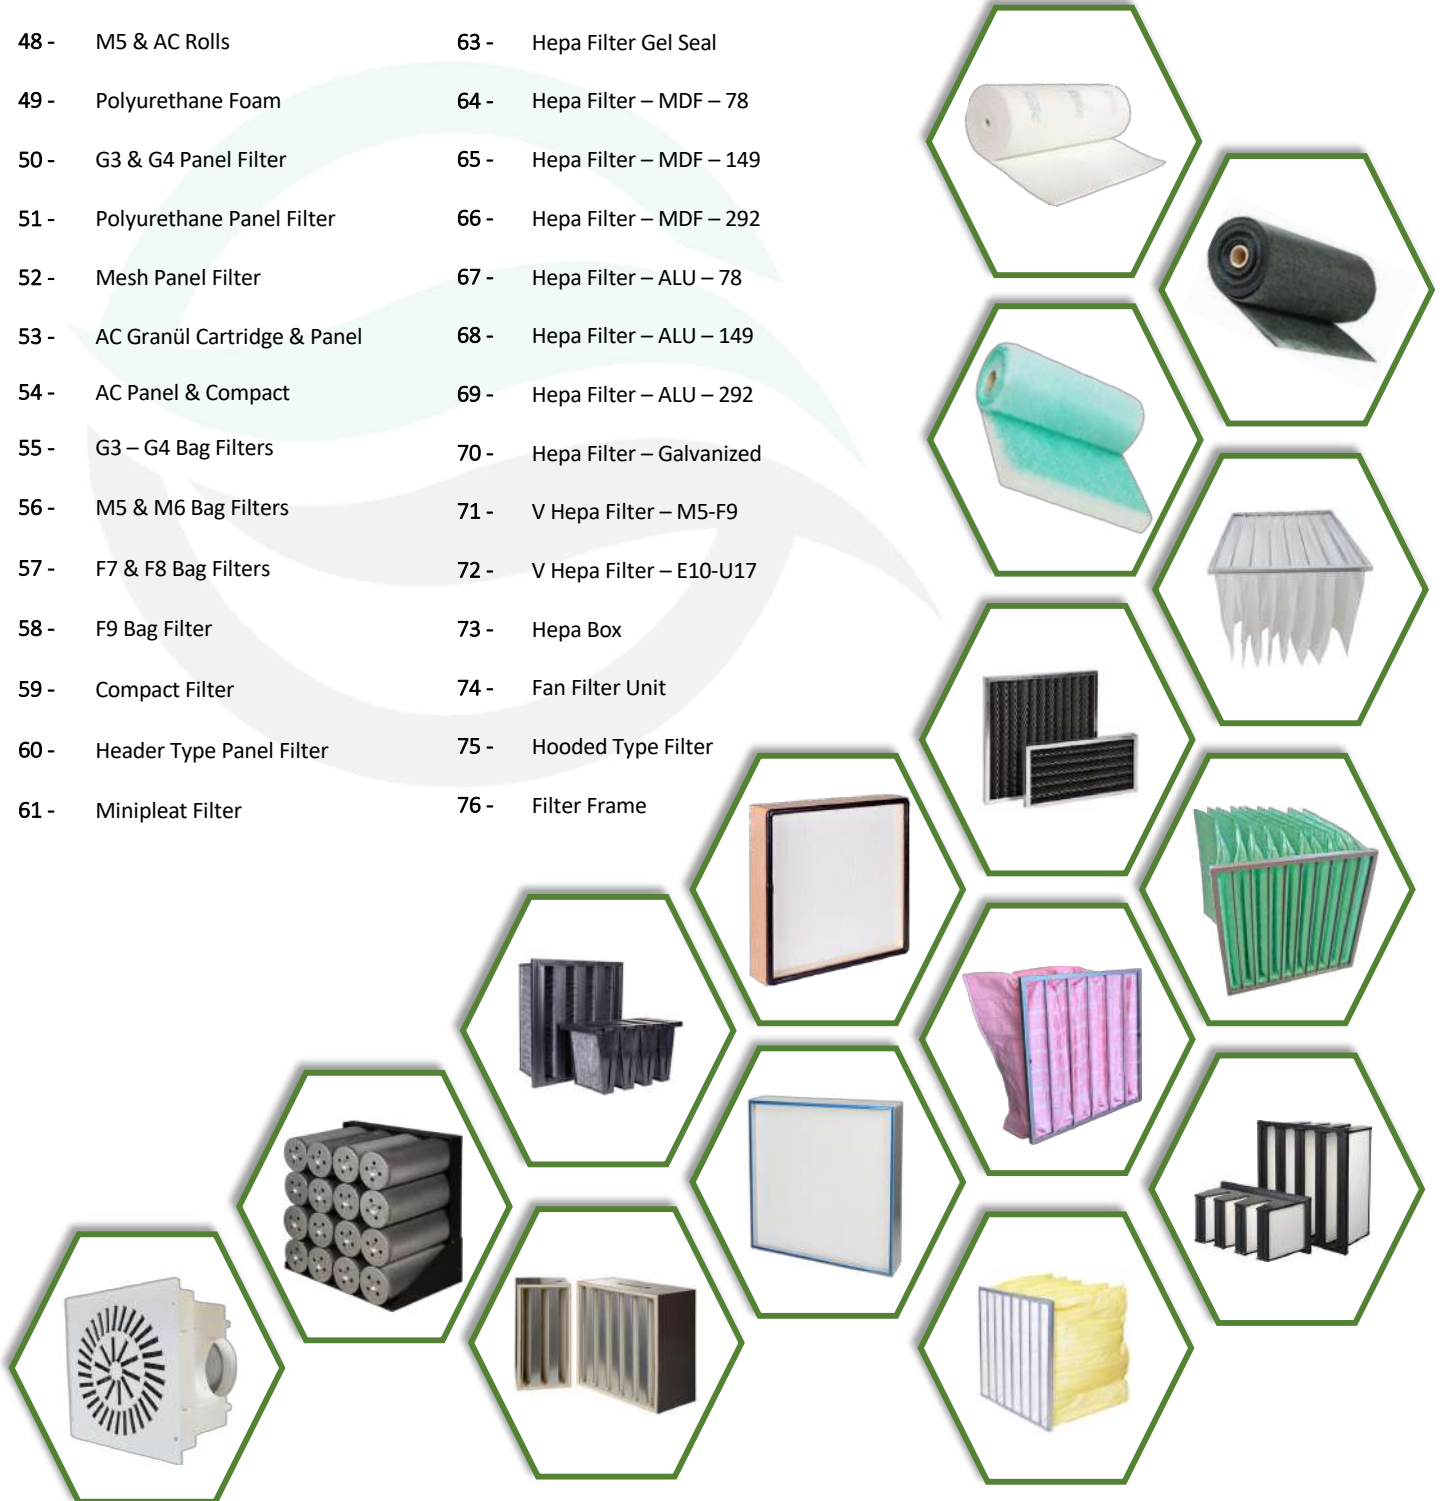 48 - M5 & AC Rolls
49 - Polyurethane Foam
50 - G3 & G4 Panel Filter
51 - Polyurethane Panel Filter
52 - Mesh Panel Filter
53 - AC Granül Cartridge & Panel
54 - AC Panel & Compact
55 - G3 – G4 Bag Filters
56 - M5 & M6 Bag Filters
57 - F7 & F8 Bag Filters
58 - F9 Bag Filter
59 - Compact Filter
60 - Header Type Panel Filter
61 - Minipleat Filter
63 - Hepa Filter Gel Seal
64 - Hepa Filter – MDF – 78
65 - Hepa Filter – MDF – 149
66 - Hepa Filter – MDF – 292
67 - Hepa Filter – ALU – 78
68 - Hepa Filter – ALU – 149
69 - Hepa Filter – ALU – 292
70 - Hepa Filter – Galvanized
71 - V Hepa Filter – M5-F9
72 - V Hepa Filter – E10-U17
73 - Hepa Box
74 - Fan Filter Unit
75 - Hooded Type Filter
76 - Filter Frame